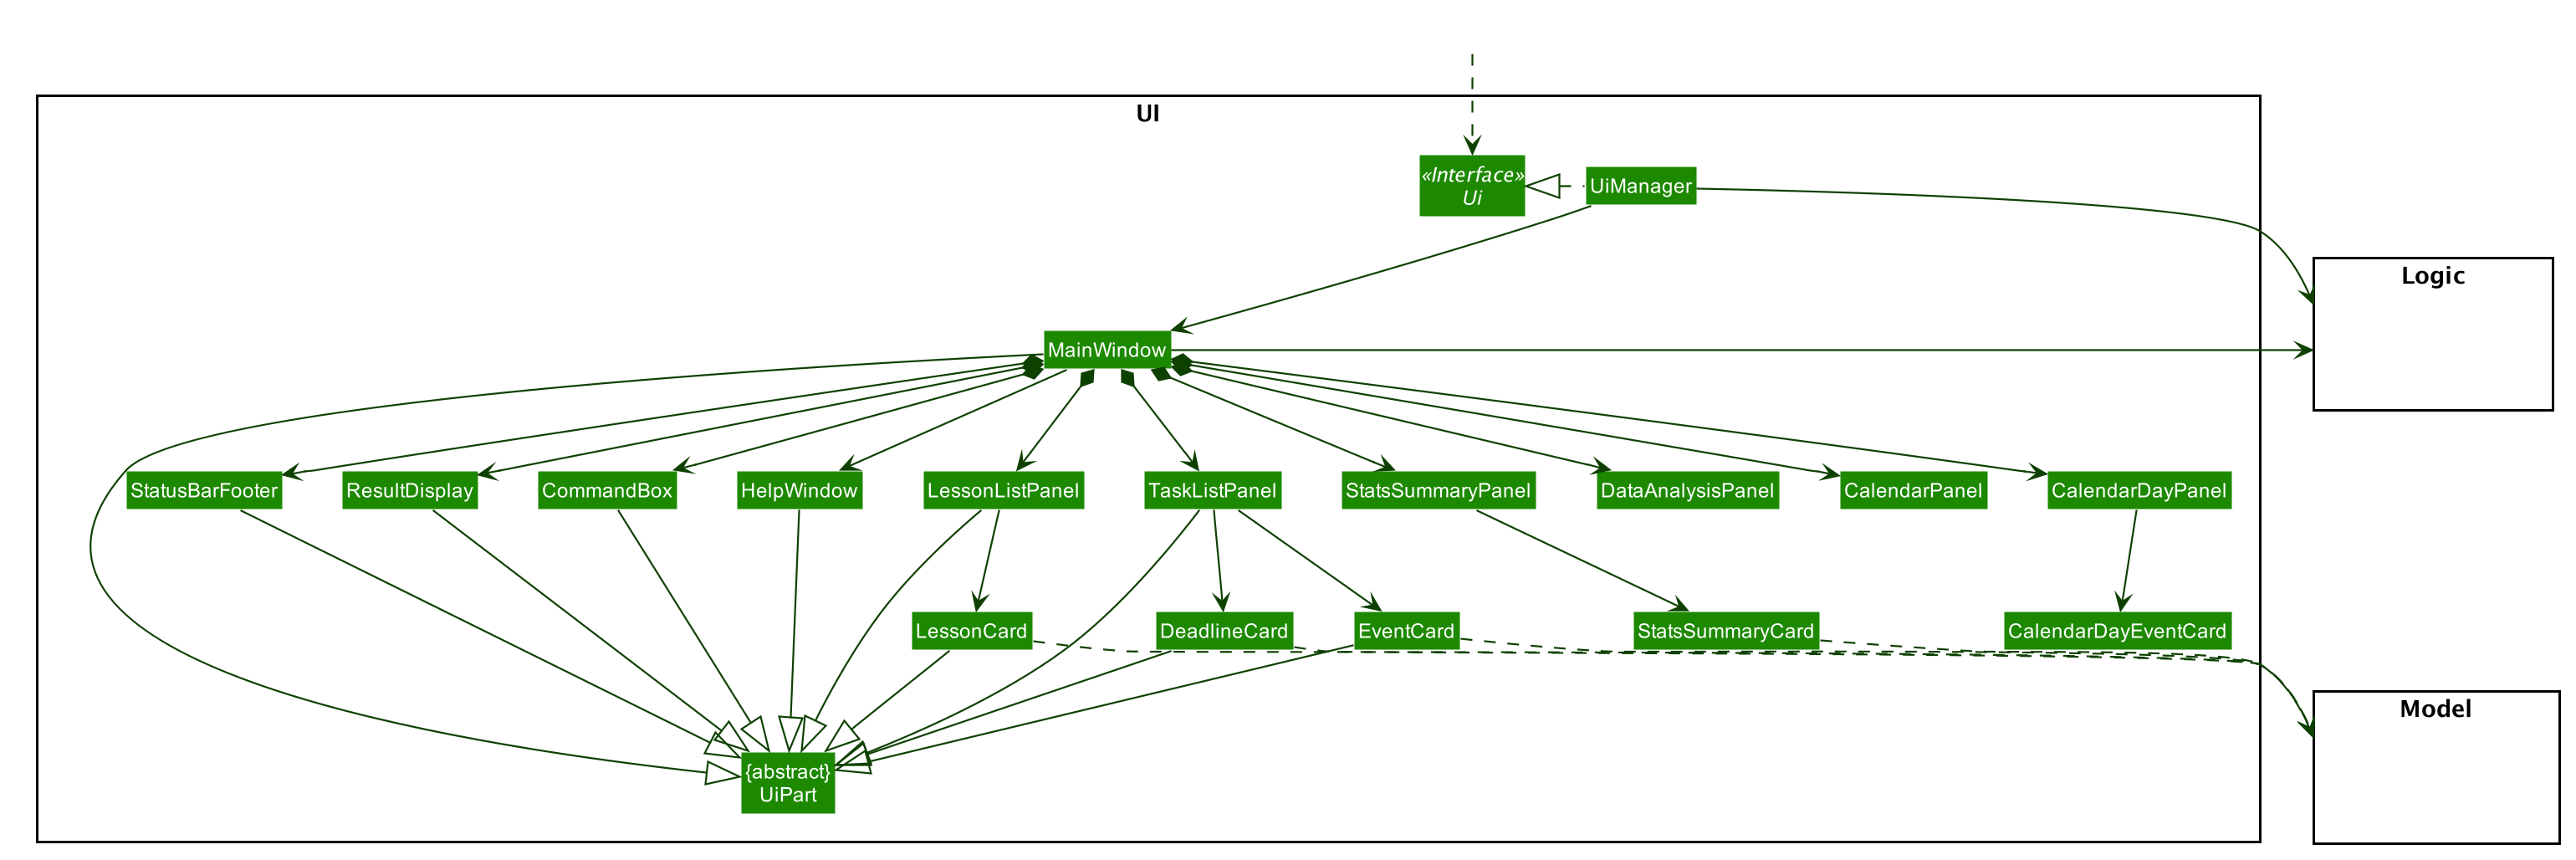 UI
«Interface»
Ui
UiManager
Logic
MainWindow
StatusBarFooter
ResultDisplay
CommandBox
HelpWindow
LessonListPanel
TaskListPanel
StatsSummaryPanel
DataAnalysisPanel
CalendarPanel
CalendarDayPanel
LessonCard
DeadlineCard
EventCard
StatsSummaryCard
CalendarDayEventCard
Model
{abstract}
UiPart